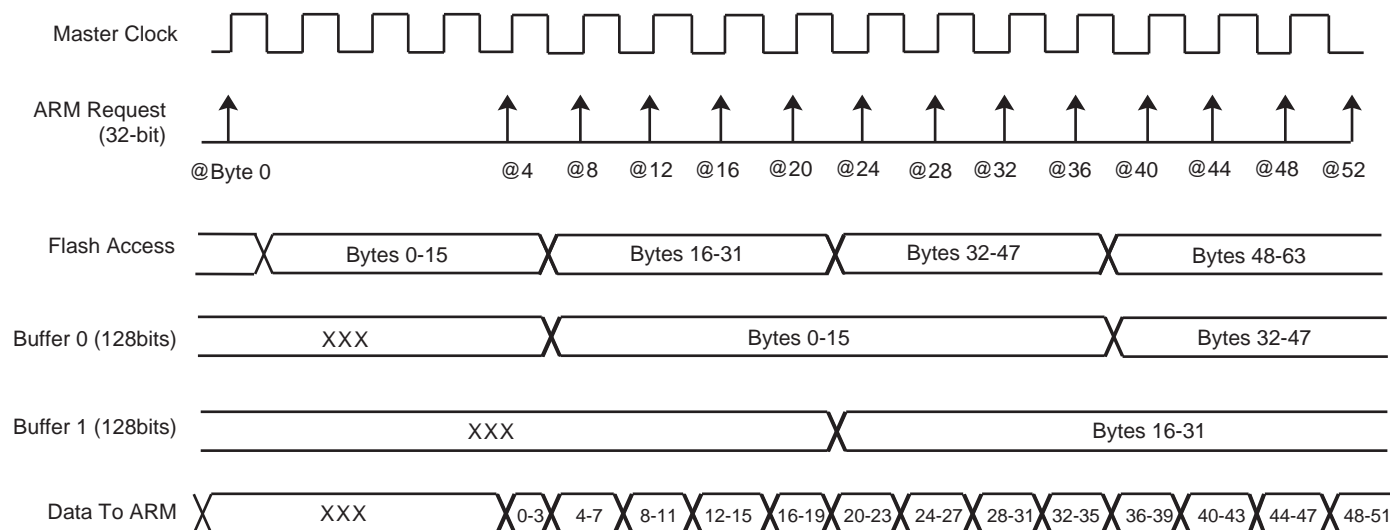 Master Clock
ARM Request
(32-bit)
@Byte 0 @4 @8 @12 @16 @20 @24 @28 @32 @36 @40 @44 @48 @52
Flash Access Bytes 0-15 Bytes 16-31 Bytes 32-47 Bytes 48-63
Buffer 0 (128bits) XXX Bytes 0-15 Bytes 32-47
Buffer 1 (128bits) XXX Bytes 16-31
Data To ARM XXX 0-3 4-7 8-11 12-15 16-19 20-23 24-27 28-31 32-35 36-39 40-43 44-47 48-51